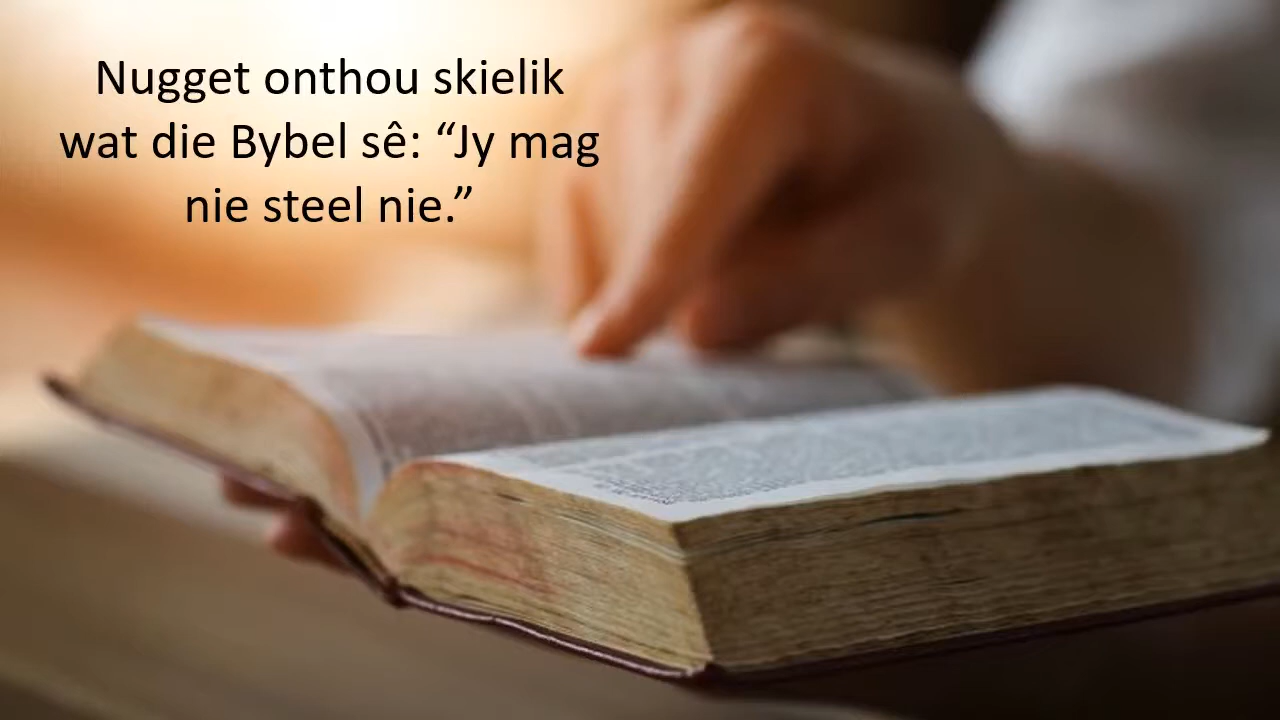 Nugget onthou skielik
wat die Bybel sê: “Jy mag
nie steel nie.”